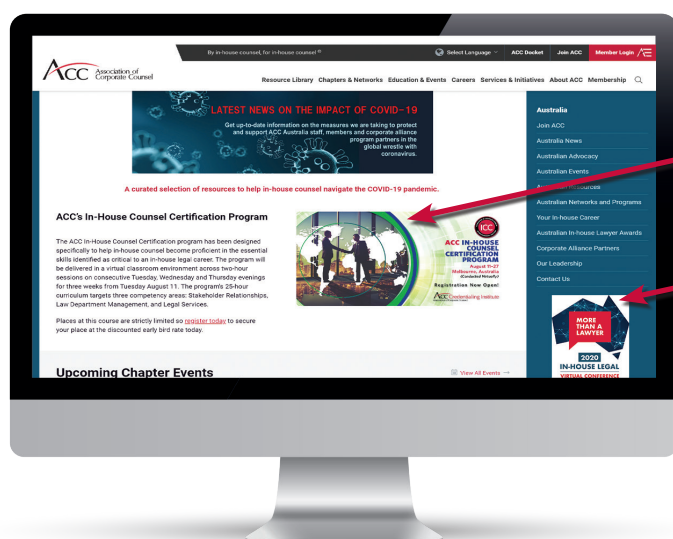 By in-house counsel, for in-house counsel ®
Select Language
ACC Docket
Join ACC
Member Login
ACC Association of
Corporate Counsel
Resource Library Chapters & Networks Education & Events Careers Services & Initiatives About ACC Membership
LATEST NEWS ON THE IMPACT OF COVID-19
Get up-to-date information on the measures we are taking to protect
and support ACC Australia staff, members and corporate alliance
program partners in the
global wrestle with
coronavirus.
A curated selection of resources to help in-house counsel navigate the COVID-19 pandemic.
ACC's In-House Counsel Certification Program
The ACC In-House Counsel Certification program has been designed
specifically to help in-house counsel become proficient in the essential
skills identified as critical to an in-house legal career. The program will
be delivered in a virtual classroom environment across two-hour
sessions on consecutive Tuesday, Wednesday and Thursday evenings
for three weeks from Tuesday August 11. The program's 25-hour
curriculum targets three competency areas: Stakeholder Relationships,
Law Department Management, and Legal Services.
Places at this course are strictly limited so register today to secure
your place at the discounted early bird rate today.
ICC
ACC IN-HOUSE
COUNSEL
CERTIFICATION
PROGRAM
August 11-27
Melbourne, Australia
(Conducted Virtually)
Registration Now Open!
ACC Credentialing Institute
Upcoming Chapter Events
View All Events →
Australia
Join ACC
Australia News
Australian Advocacy
Australian Events
Australian Resources
Australian Networks and Programs
Your In-house Career
Australian In-house Lawyer Awards
Corporate Alliance Partners
Our Leadership
Contact Us
MORE
THAN A
LAWYER
2020
IN-HOUSE LEGAL
VIRTUAL CONFERENCE